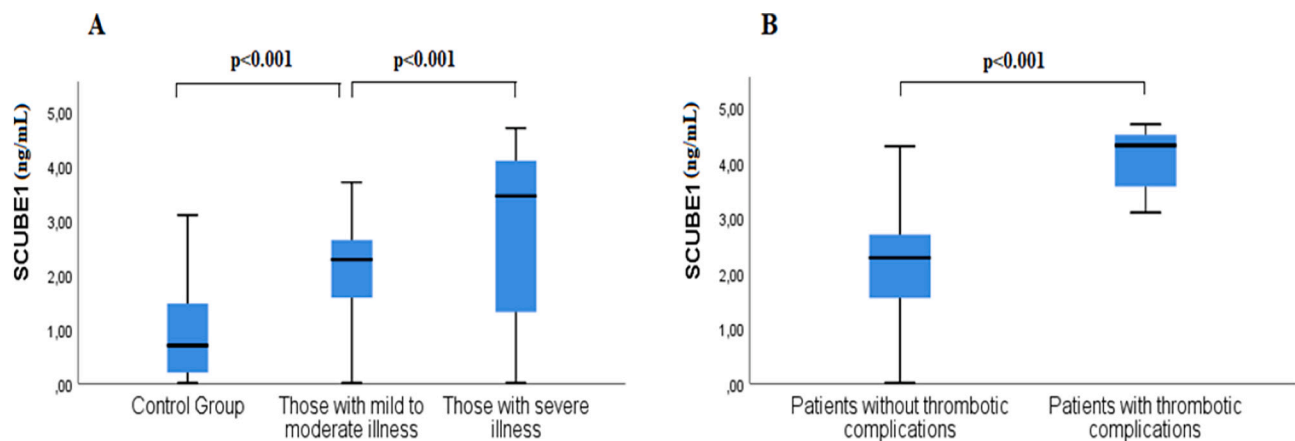 A
p<0.001
p<0.001
SCUBE1 (ng/mL)
5,00
4,00
3,00
2,00
1,00
,00
Control Group
Those with mild to
moderate illness
Those with severe
illness
B
p<0.001
SCUBE1 (ng/mL)
5,00
4,00
3,00
2,00
1,00
,00
Patients without thrombotic
complications
Patients with thrombotic
complications